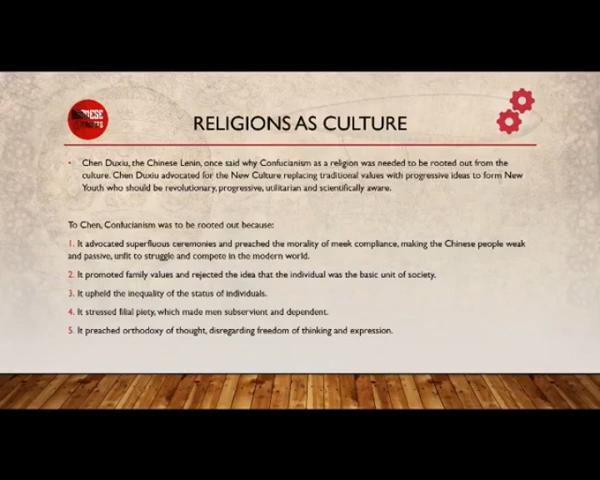 RELIGIONS AS CULTURE
• Chen Duxiu, the Chinese Lenin, once said why Confucianism as a religion was needed to be rooted out from the
culture. Chen Duxiu advocated for the New Culture replacing traditional values with progressive ideas to form New
Youth who should be revolutionary, progressive, utilitarian and scientifically aware.
To Chen, Confucianism was to be rooted out because:
1. It advocated superfluous ceremonies and preached the morality of meek compliance, making the Chinese people weak
and passive, unfit to struggle and compete in the modern world.
2. It promoted family values and rejected the idea that the individual was the basic unit of society.
3. It upheld the inequality of the status of individuals.
4. It stressed filial piety, which made men subservient and dependent.
5. It preached orthodoxy of thought, disregarding freedom of thinking and expression.